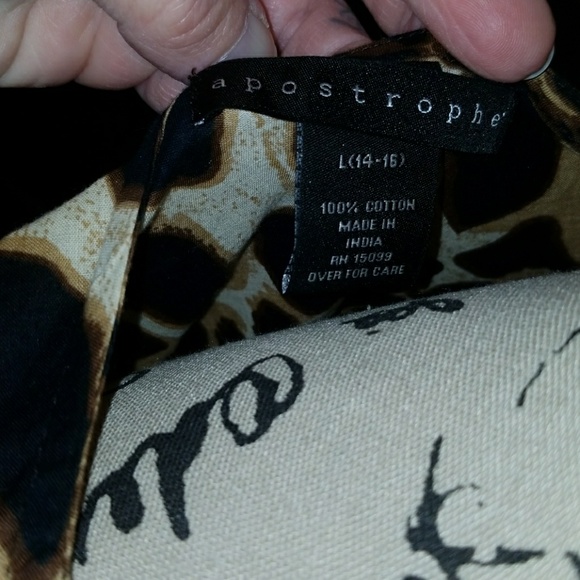 apostrophe
L(14-16)
100% COTTON
MADE IN
INDIA
RN 15099
OVER FOR CARE